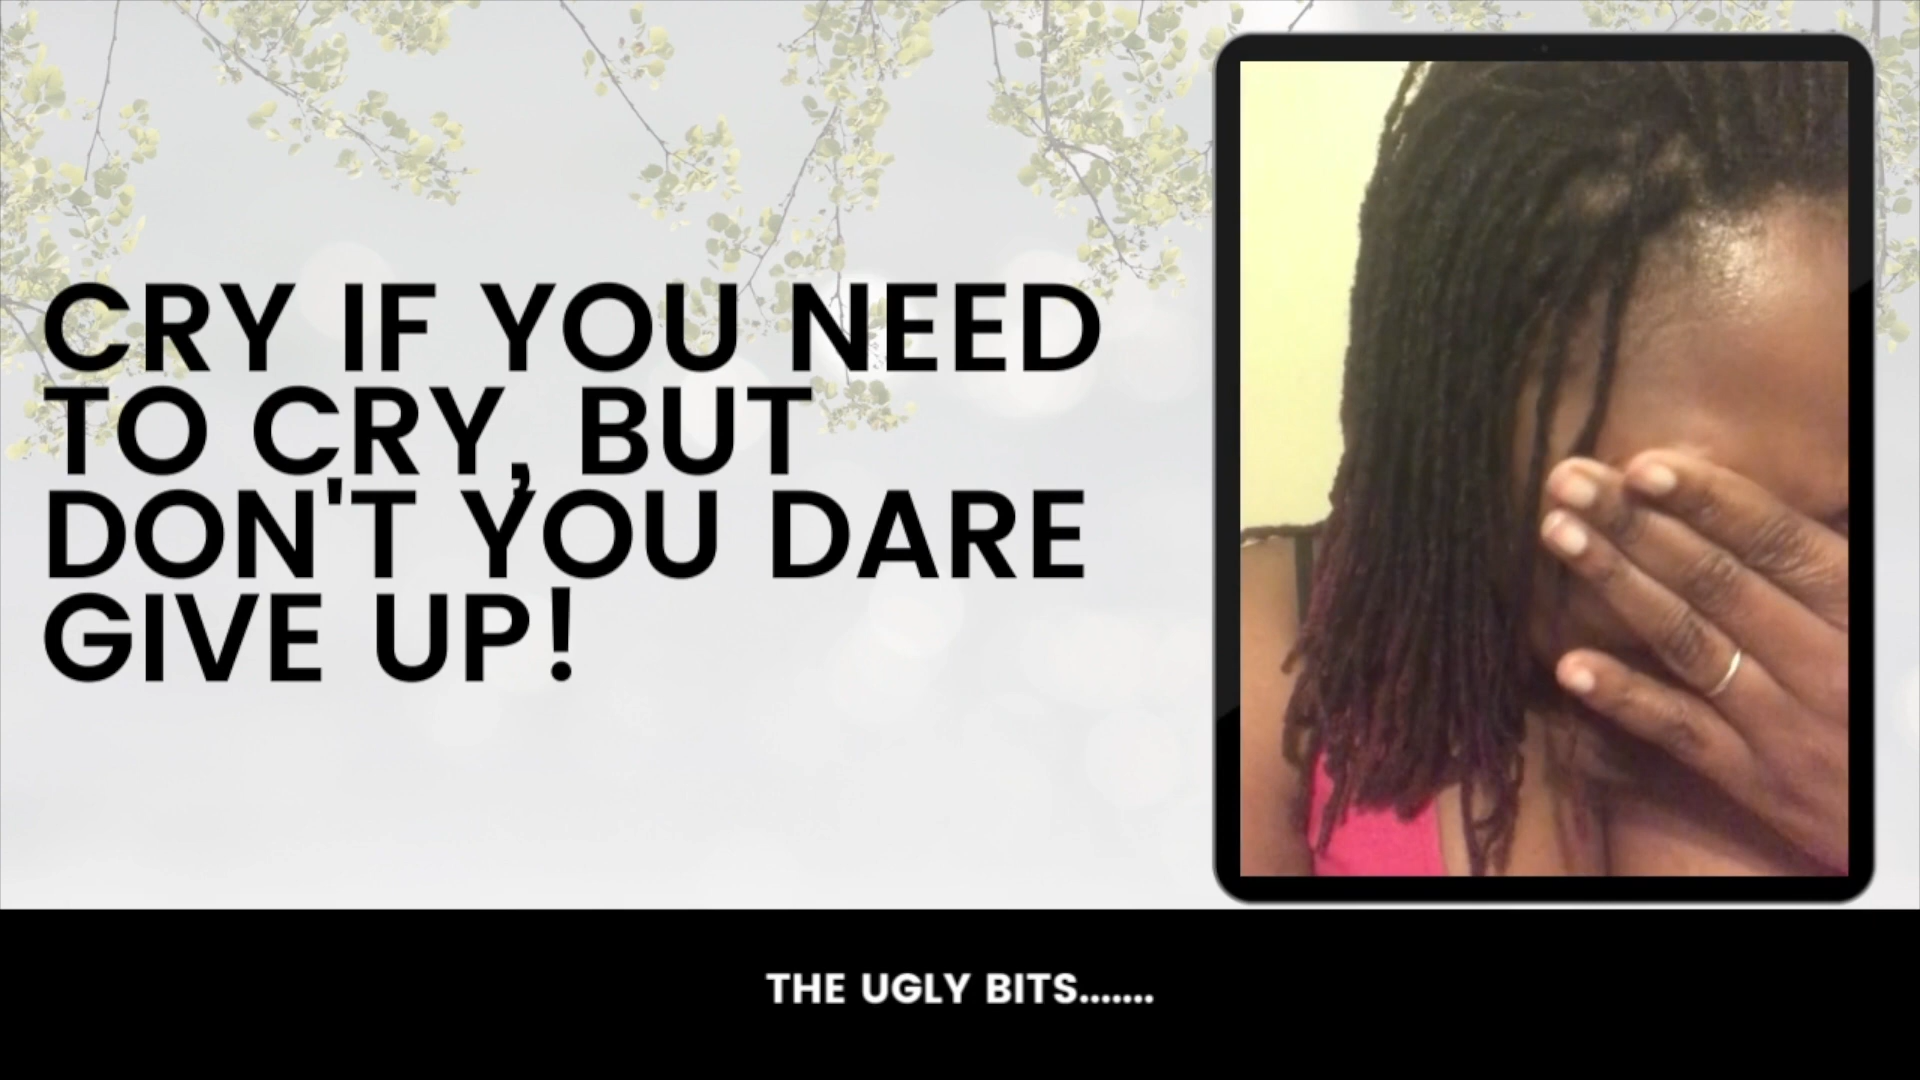 CRY IF YOU NEED
TO CRY, BUT
DON'T YOU DARE
GIVE UP!
THE UGLY BITS.......